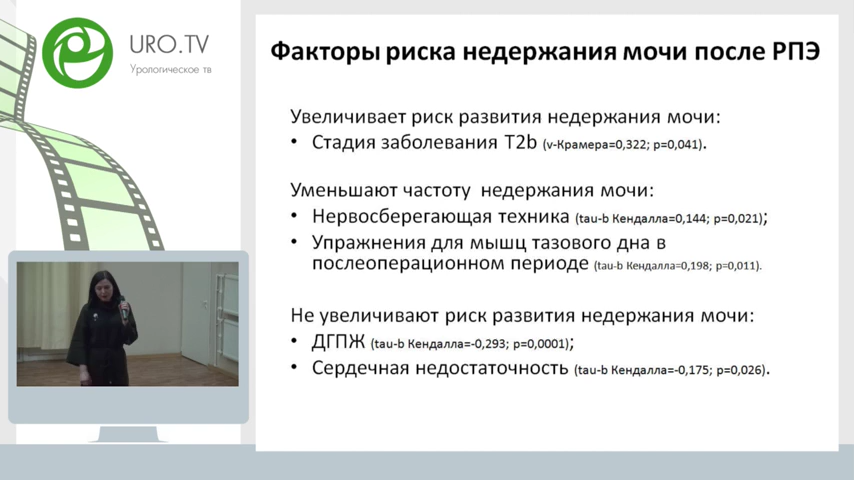 URO.TV
Урологическое тв
Факторы риска недержания мочи после РПЭ
Увеличивает риск развития недержания мочи:
• Стадия заболевания T2b (v-Крамера=0,322; p=0,041).
Уменьшают частоту недержания мочи:
• Нервосберегающая техника (tau-b Кендалла=0,144; p=0,021);
• Упражнения для мышц тазового дна в
послеоперационном периоде (tau-b Кендалла=0,198; p=0,011).
Не увеличивают риск развития недержания мочи:
• ДГПЖ (tau-b Кендалла=-0,293; p=0,0001);
• Сердечная недостаточность (tau-b Кендалла=-0,175; p=0,026).